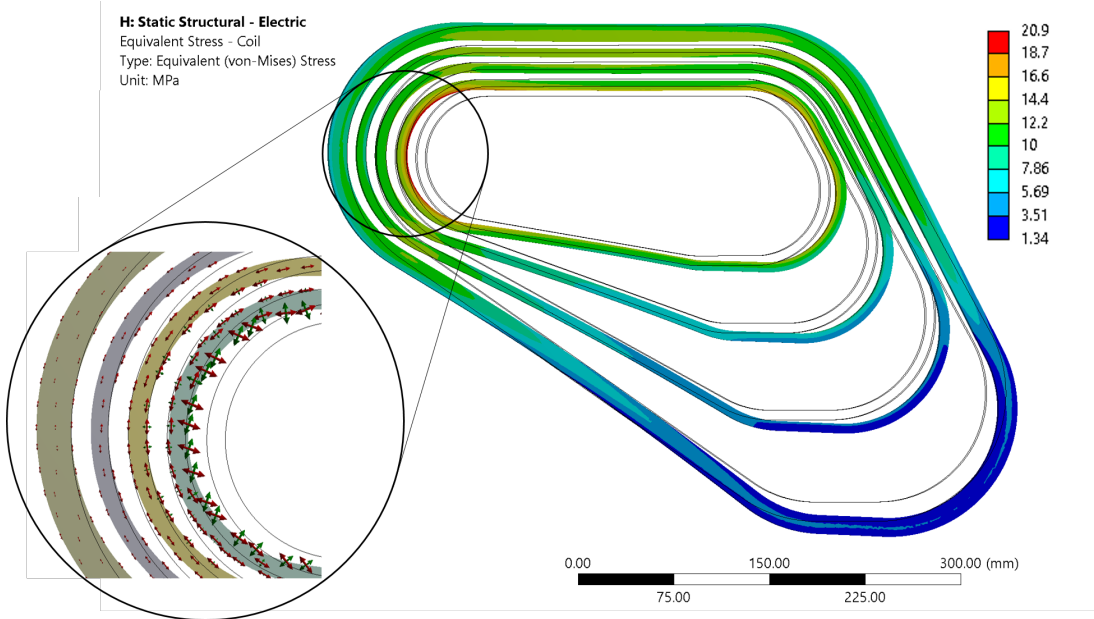 H: Static Structural - Electric
Equivalent Stress - Coil
Type: Equivalent (von-Mises) Stress
Unit: MPa
20.9
18.7
16.6
14.4
12.2
10
7.86
5.69
3.51
1.34
0.00 150.00 300.00 (mm)
75.00 225.00